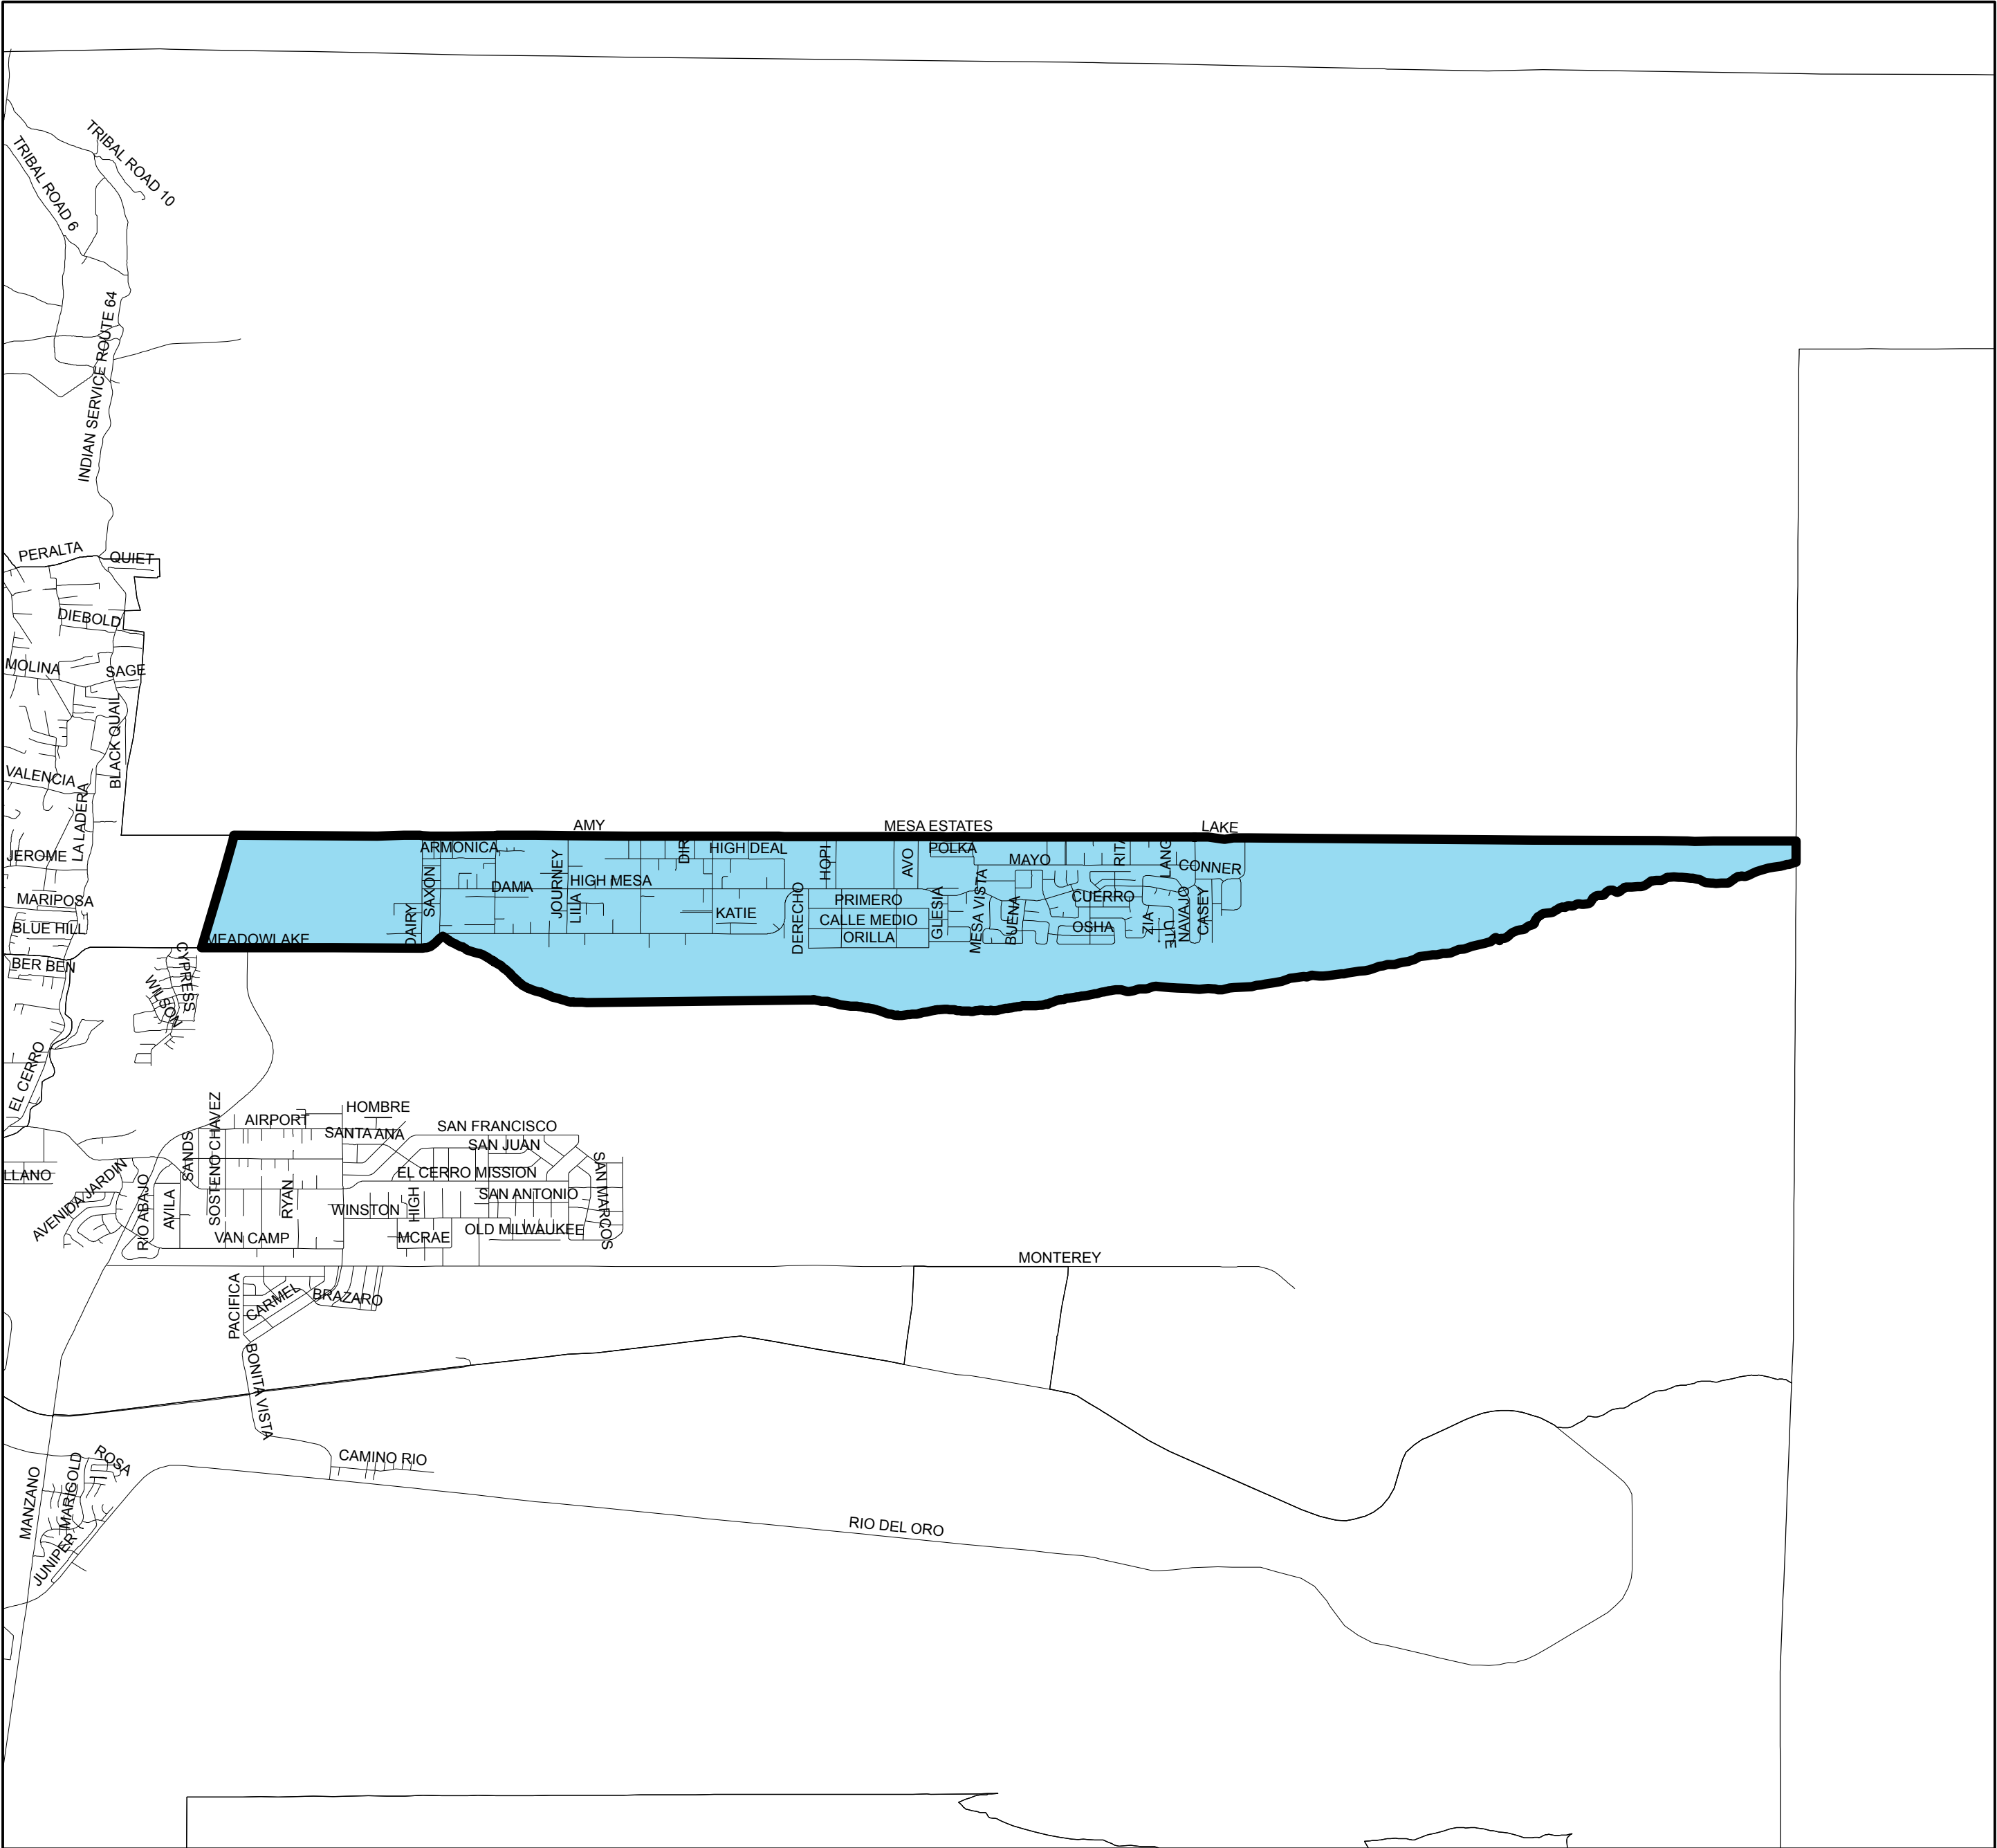 TRIBAL ROAD 10
TRIBAL ROAD 6
INDIAN SERVICE ROUTE 64
PERALTA
QUIET
DIEBOLD
MOLINA
SAGE
BLACK QUAIL
VALENCIA
LA LADERA
AMY
MESA ESTATES
LAKE
JEROME
ARMONICA
DIR
HIGH DEAL
HOPI
AVO
POLKA
MAYO
RITA
LANG
CONNER
MARIPOSA
SAXON
DAMA
JOURNEY
LILA
HIGH MESA
DERECHO
PRIMERO
GLESIA
MESA VISTA
CUERRO
NAVAJO
CASEY
BLUE HILL
MEADOWLAKE
DAIRY
KATIE
CALLE MEDIO
ORILLA
BUENA
OSHA
ZIA
UTE
BER BEN
CYPRESS
WILSON
EL CERRO
HOMBRE
AIRPORT
SANTA ANA
SAN FRANCISCO
SAN JUAN
SANDS
SOSTENO CHAVEZ
LLANO
AVENIDA JARDIN
RIO ABAJO
AVILA
RYAN
EL CERRO MISSION
SAN MARCOS
WINSTON
HIGH
SAN ANTONIO
VAN CAMP
MCRAE
OLD MILWAUKEE
MONTEREY
PACIFICA
CARMEL
BRAZARO
BONITA VISTA
ROSA
CAMINO RIO
MANZANO
MARIGOLD
JUNIPER
RIO DEL ORO